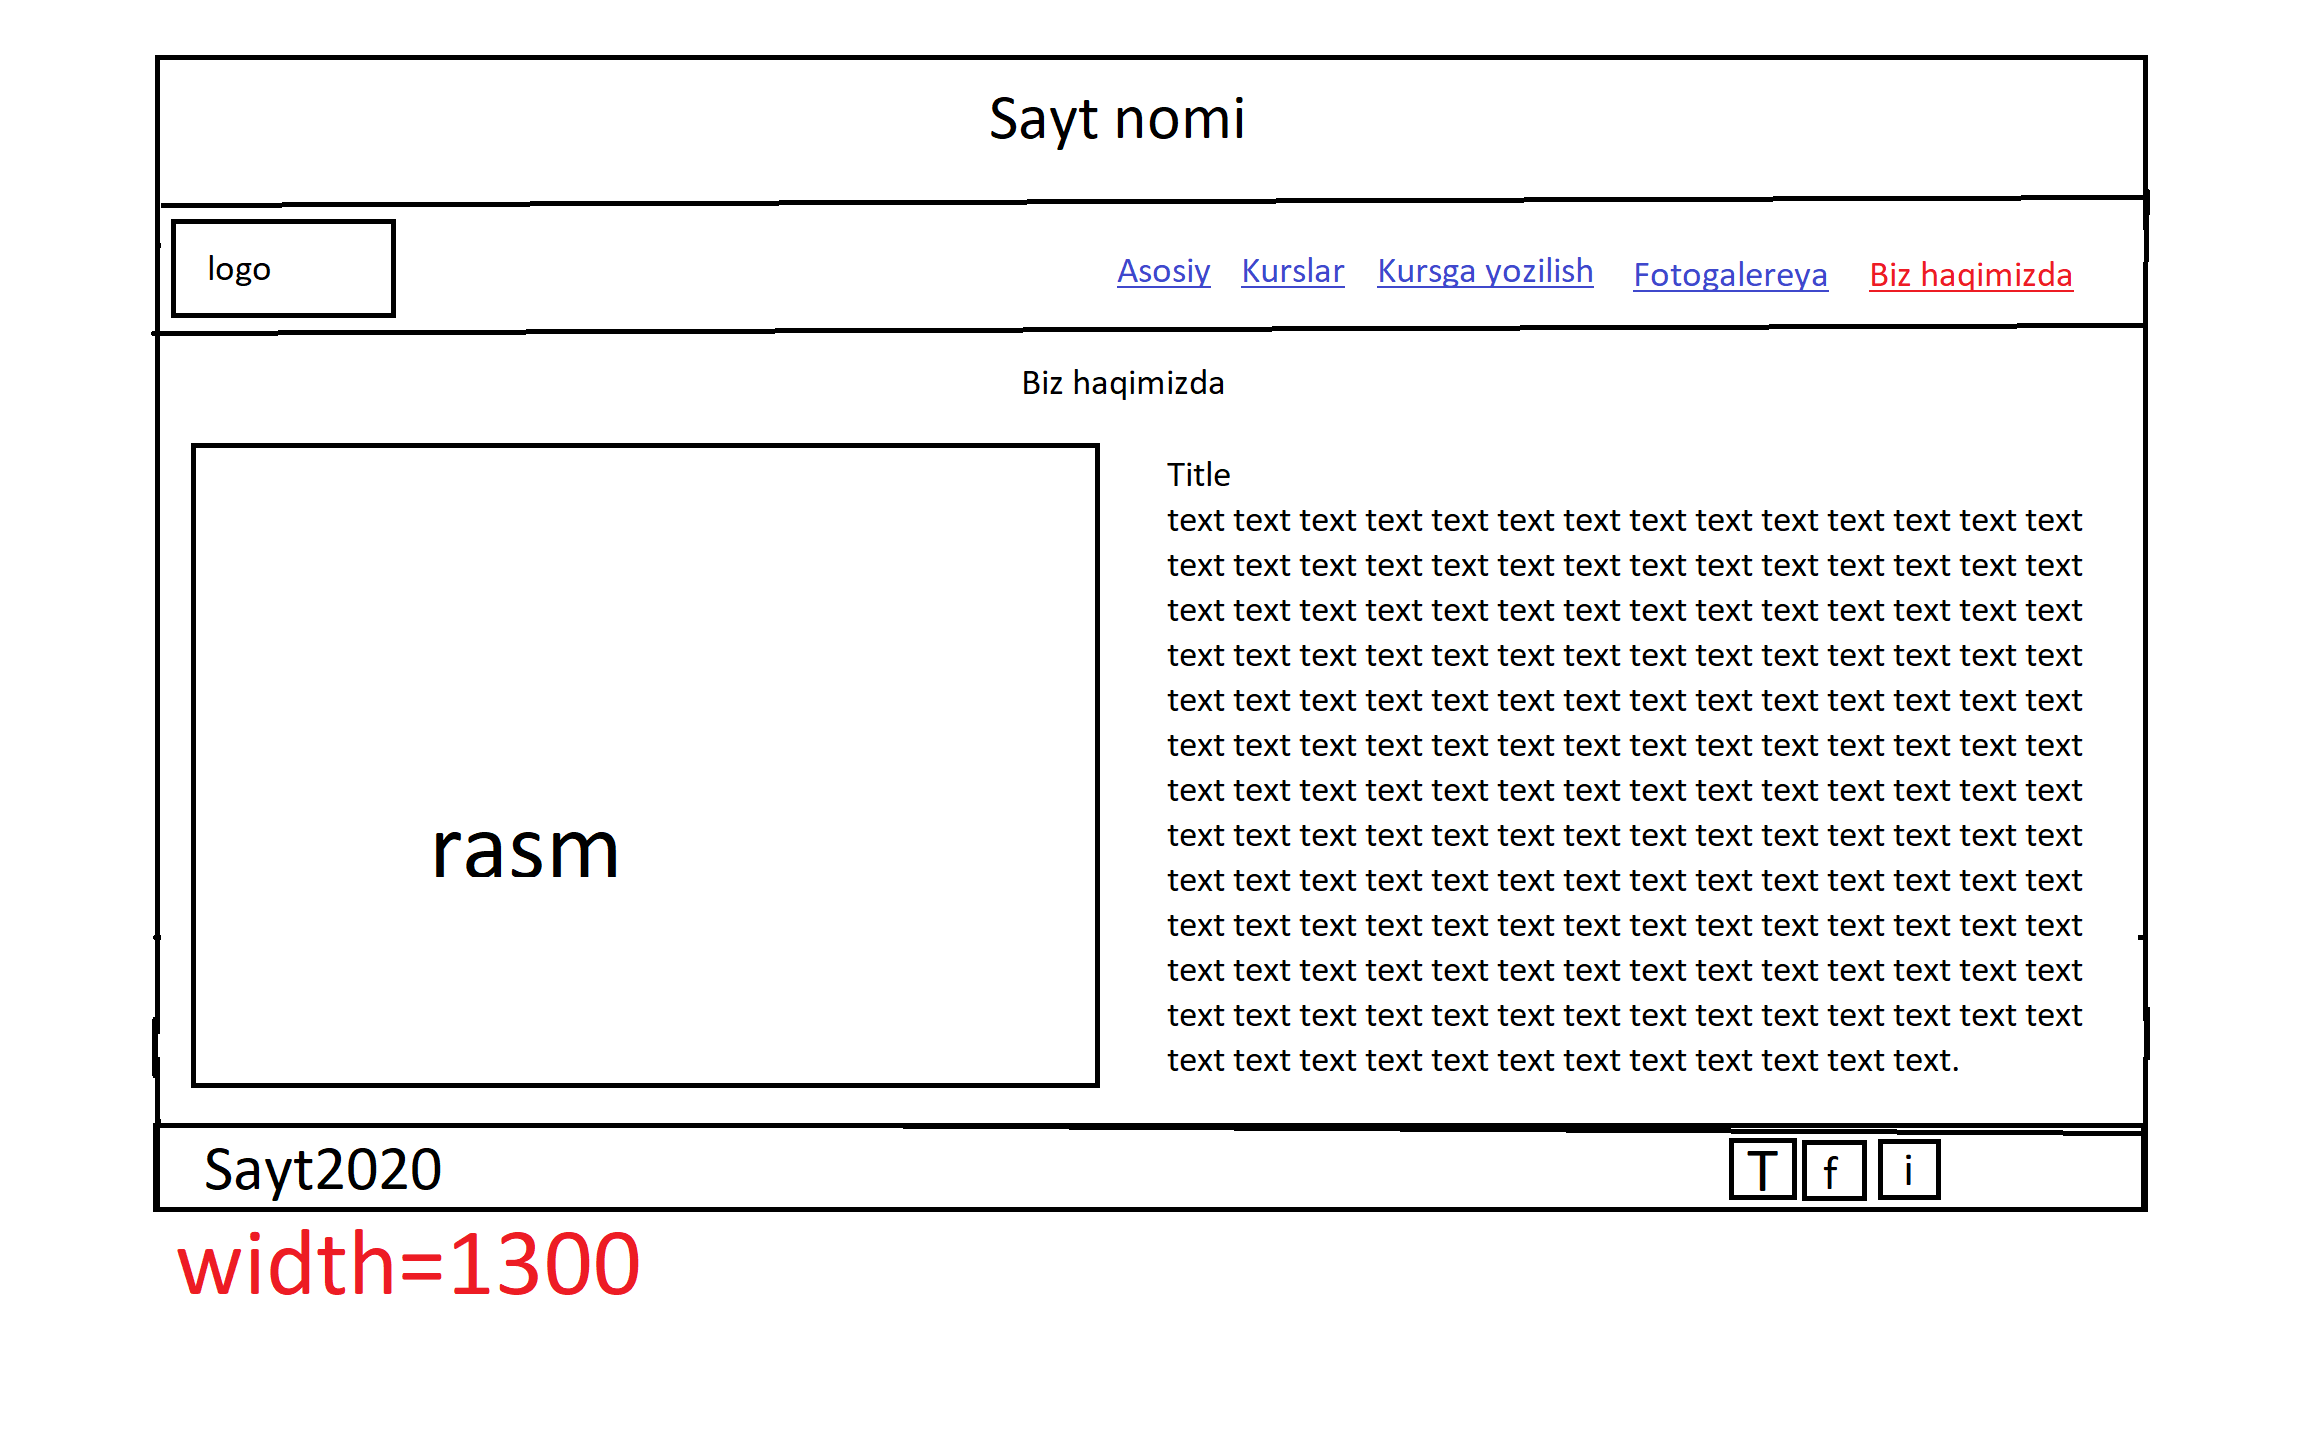 Sayt nomi
logo
Asosiy Kurslar Kursga yozilish Fotogalereya Biz haqimizda
Biz haqimizda
Title
text text text text text text text text text text text text text text
text text text text text text text text text text text text text text
text text text text text text text text text text text text text text
text text text text text text text text text text text text text text
text text text text text text text text text text text text text text
text text text text text text text text text text text text text text
text text text text text text text text text text text text text text
text text text text text text text text text text text text text text
text text text text text text text text text text text text text text
text text text text text text text text text text text text text text
text text text text text text text text text text text text text text
text text text text text text text text text text text text text text
text text text text text text text text text text text text.
rasm
Sayt2020
T f i
width=1300